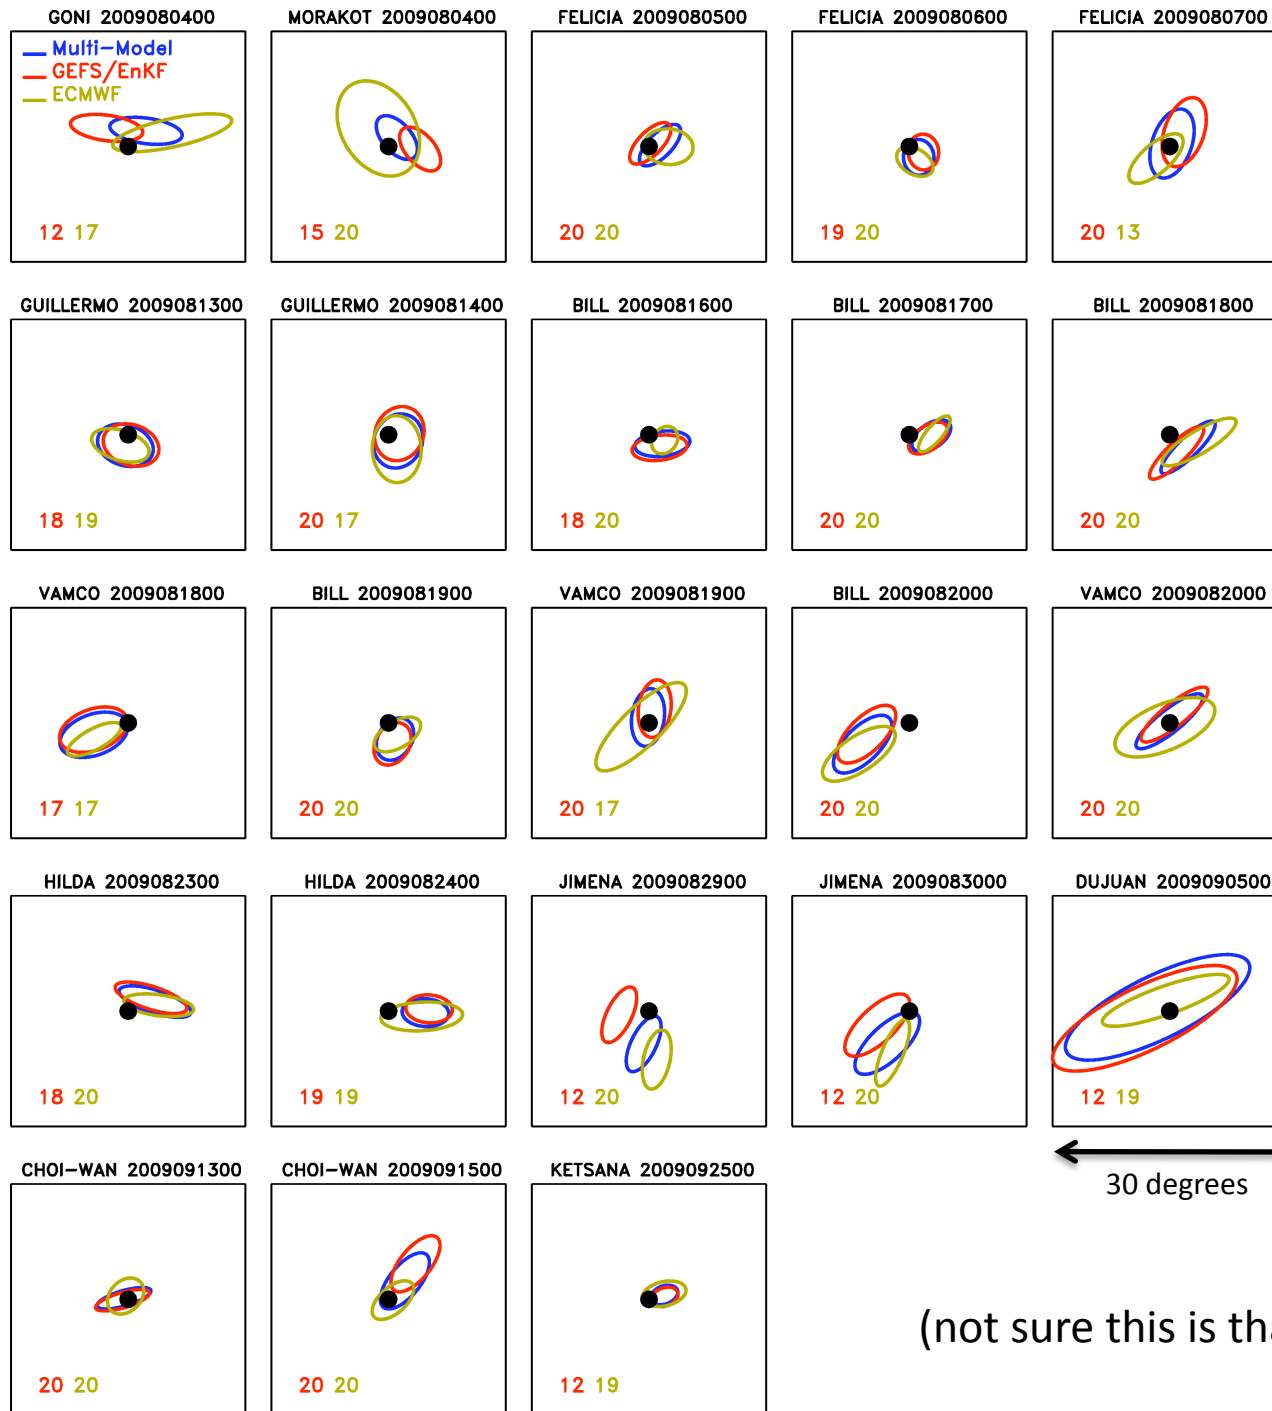 GONI 2009080400 MORAKOT 2009080400 FELICIA 2009080500 FELICIA 2009080600 FELICIA 2009080700
Multi-Model
GEFS/EnKF
ECMWF
12 17 15 20 20 20 19 20 20 13
GUILLERMO 2009081300 GUILLERMO 2009081400 BILL 2009081600 BILL 2009081700 BILL 2009081800
18 19 20 17 18 20 20 20 20 20
VAMCO 2009081800 BILL 2009081900 VAMCO 2009081900 BILL 2009082000 VAMCO 2009082000
17 17 20 20 20 17 20 20 20 20
HILDA 2009082300 HILDA 2009082400 JIMENA 2009082900 JIMENA 2009083000 DUJUAN 2009090500
18 20 19 19 12 20 12 20 12 19
30 degrees
CHOI-WAN 2009091300 CHOI-WAN 2009091500 KETSANA 2009092500
(not sure this is tha
20 20 20 20 12 19